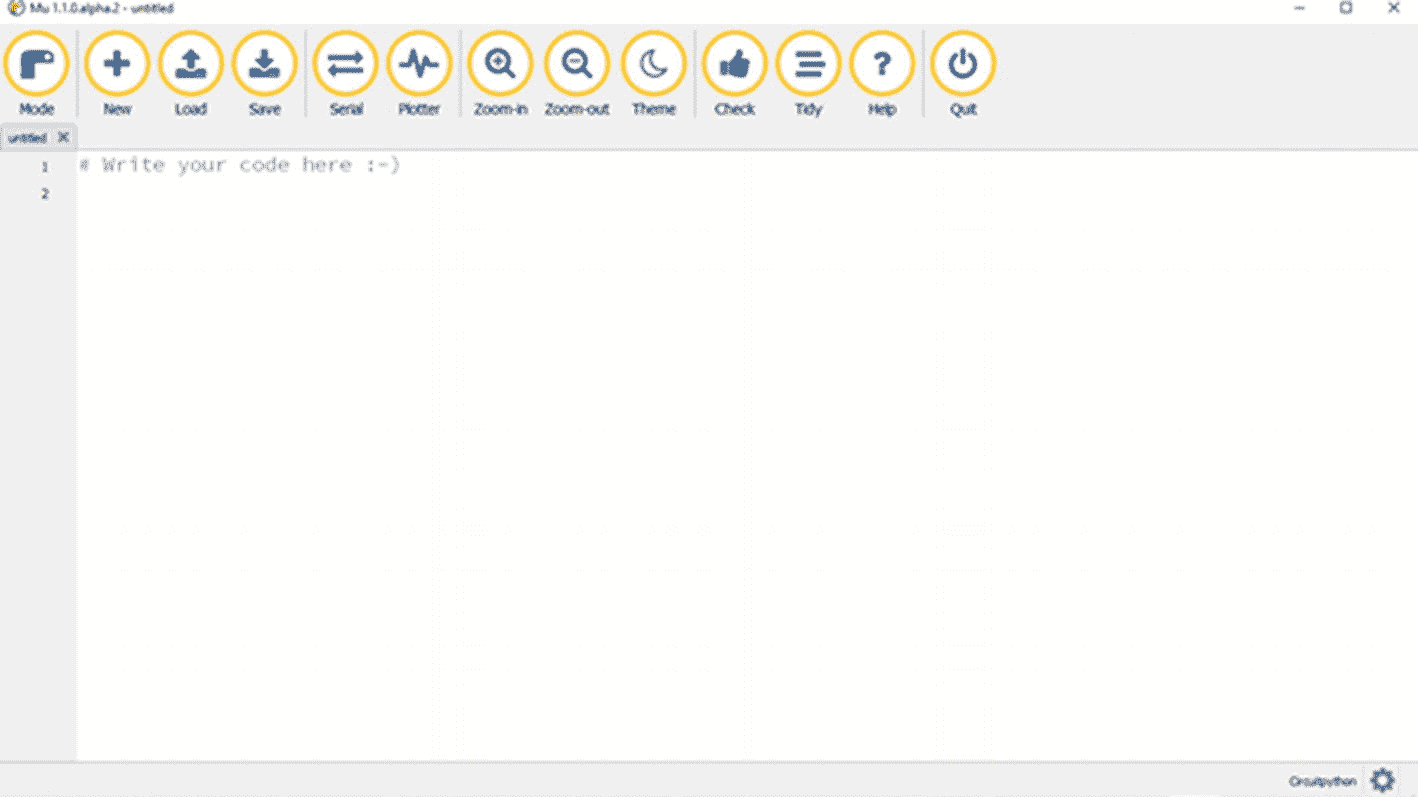 Mu 1.1.0.alpha.2 - untitled
Mode New Load Save Serial Plotter Zoom-in Zoom-out Theme Check Tidy Help Quit
untitled
1 # Write your code here :-)
2
Circuitpython